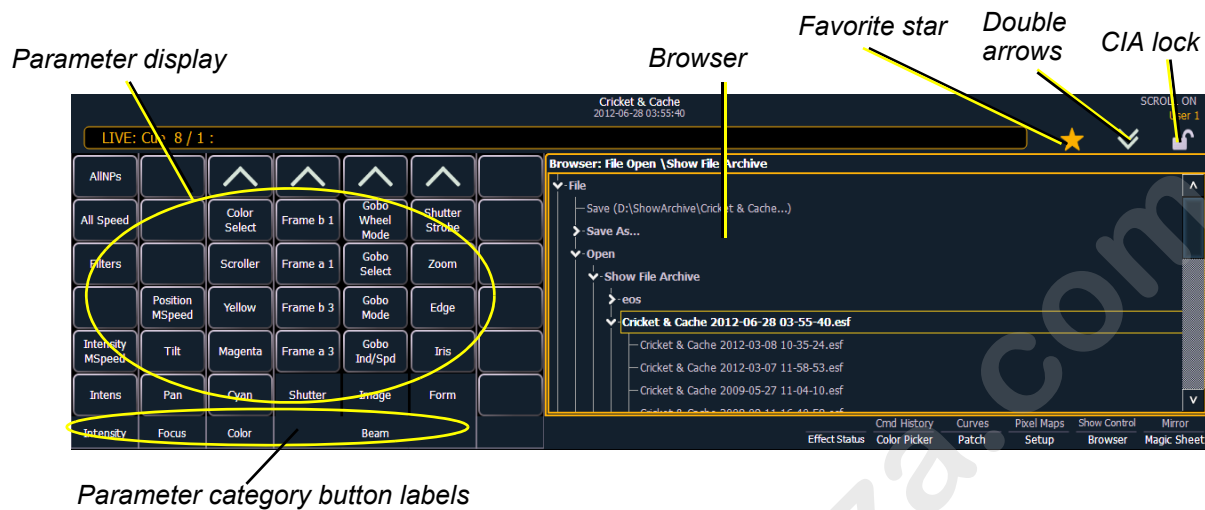 Favorite star
Double arrows
CIA lock
Parameter display
Browser
Cricket & Cache
2012-06-28 03:55:40
SCROLL ON
User 1
LIVE: Cue 8 / 1 :
Browser: File Open \Show File Archive
AllNPs
All Speed
Color Select
Frame b 1
Gobo Wheel Mode
Shutter Strobe
Filters
Scroller
Frame a 1
Gobo Select
Zoom
Position MSpeed
Yellow
Frame b 3
Gobo Mode
Edge
Intensity MSpeed
Tilt
Magenta
Frame a 3
Gobo Ind/Spd
Iris
Intens
Pan
Cyan
Shutter
Image
Form
Intensity
Focus
Color
Beam
File
Save (D:\ShowArchive\Cricket & Cache...)
Save As...
Open
Show File Archive
eos
Cricket & Cache 2012-06-28 03-55-40.esf
Cricket & Cache 2012-03-08 10-35-24.esf
Cricket & Cache 2012-03-07 11-58-53.esf
Cricket & Cache 2009-05-27 11-04-10.esf
Cmd History
Curves
Pixel Maps
Show Control
Mirror
Effect Status
Color Picker
Patch
Setup
Browser
Magic Sheet
Parameter category button labels